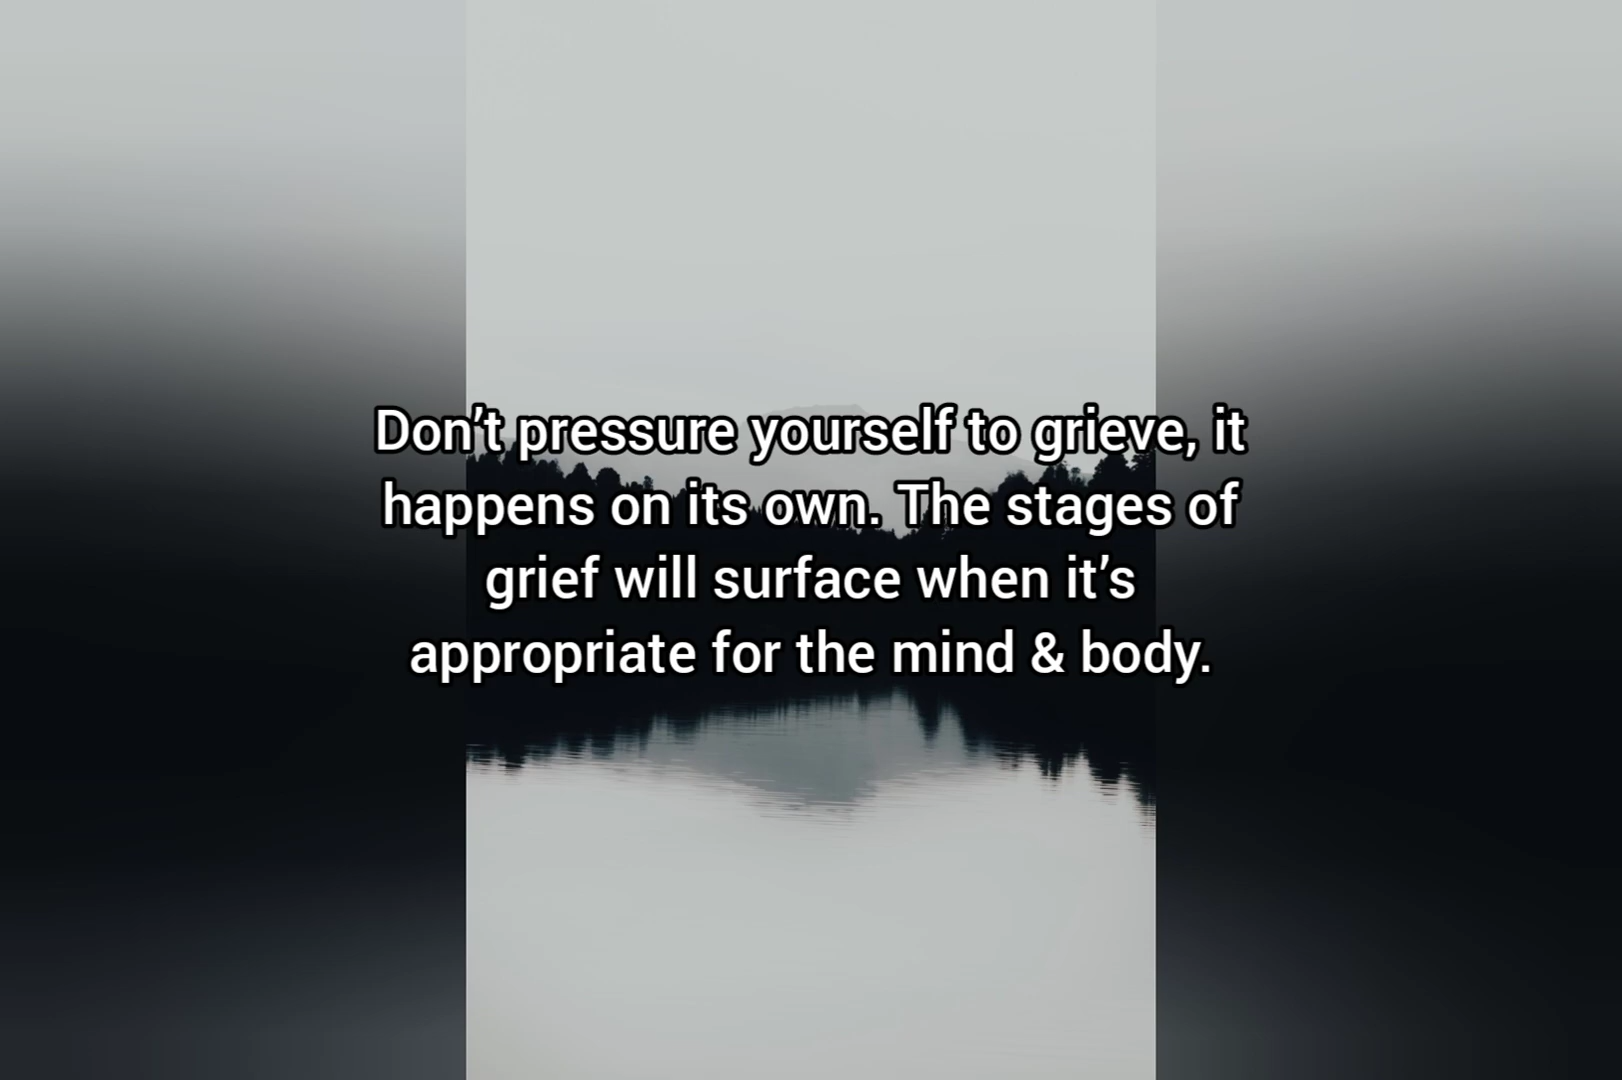 Don’t pressure yourself to grieve, it
happens on its own. The stages of
grief will surface when it’s
appropriate for the mind & body.